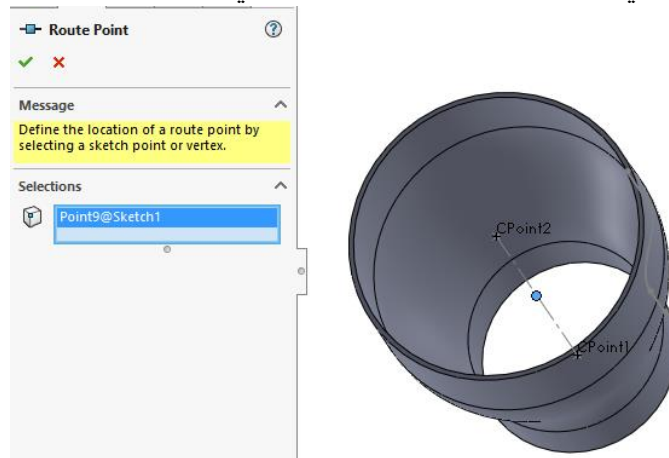 Route Point
Message
Define the location of a route point by
selecting a sketch point or vertex.
Selections
Point9@Sketch1
CPoint2
CPoint1